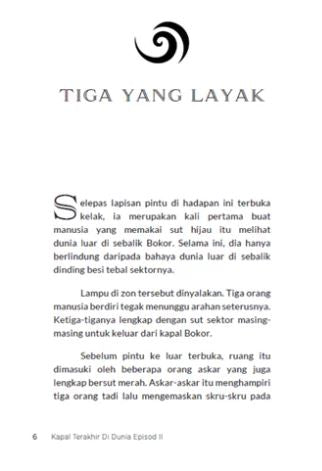 TIGA YANG LAYAK
Selepas lapisan pintu di hadapan ini terbuka
kelak, ia merupakan kali pertama buat
manusia yang memakai sut hijau itu melihat
dunia luar di sebalik Bokor. Selama ini, dia hanya
berlindung daripada bahaya dunia luar di sebalik
dinding besi tebal sektornya.
Lampu di zon tersebut dinyalakan. Tiga orang
manusia berdiri tegak menunggu arahan seterusnya.
Ketiga-tiganya lengkap dengan sut sektor masing-
masing untuk keluar dari kapal Bokor.
Sebelum pintu ke luar terbuka, ruang itu
dimasuki oleh beberapa orang askar yang juga
lengkap bersut merah. Askar-askar itu menghampiri
tiga orang tadi lalu mengemaskan skru-skru pada
6 Kapal Terakhir Di Dunia Episod II